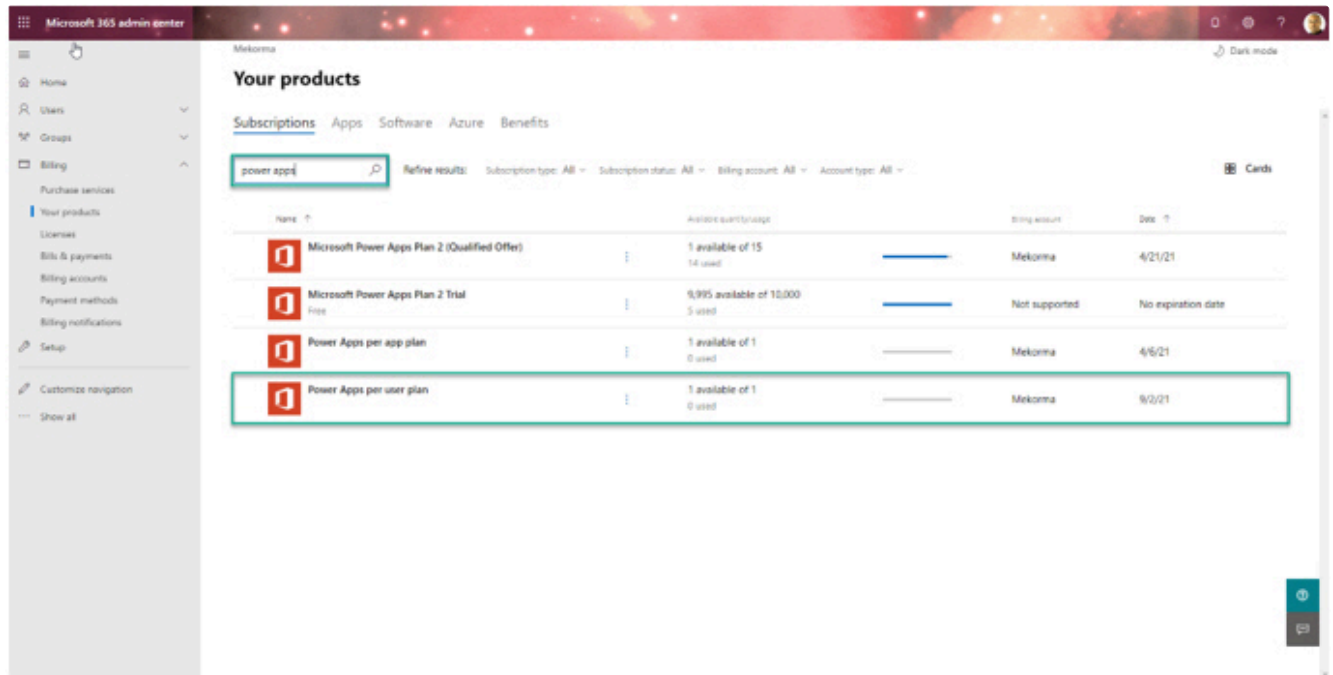 Microsoft 365 admin center
?
Mekorma
Dark mode
Home
Your products
Users
Subscriptions Apps Software Azure Benefits
Groups
Billing
power apps
Refine results: Subscription type: All Subscription status: All Billing account: All Account type: All
Cards
Purchase services
Your products
Licenses
Bills & payments
Billing accounts
Payment methods
Billing notifications
Setup
Customize navigation
Show all
Name ↑ Available quantity/usage Billing account Date ↑
Microsoft Power Apps Plan 2 (Qualified Offer) 1 available of 15 Mekorma 4/21/21
14 used
Microsoft Power Apps Plan 2 Trial 9,995 available of 10,000 Not supported No expiration date
Free 5 used
Power Apps per app plan 1 available of 1 Mekorma 4/6/21
0 used
Power Apps per user plan 1 available of 1 Mekorma 9/2/21
0 used